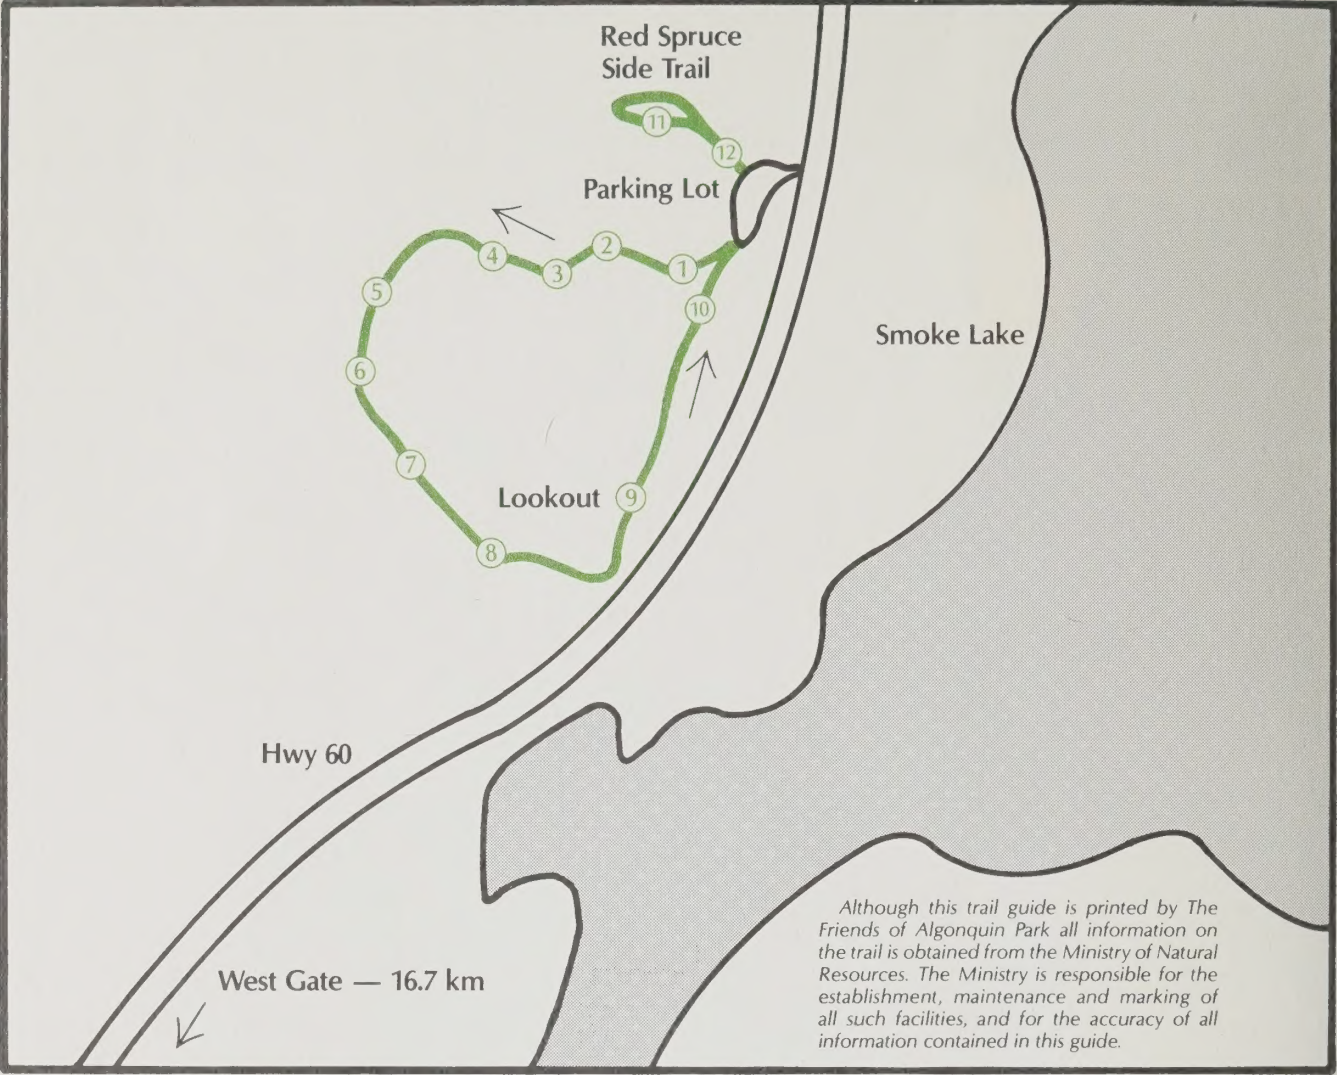 Red Spruce
Side Trail
11
12
Parking Lot
2
4
3
1
5
10
Smoke Lake
6
7
Lookout
9
8
Hwy 60
West Gate — 16.7 km
Although this trail guide is printed by The
Friends of Algonquin Park all information on
the trail is obtained from the Ministry of Natural
Resources. The Ministry is responsible for the
establishment, maintenance and marking of
all such facilities, and for the accuracy of all
information contained in this guide.